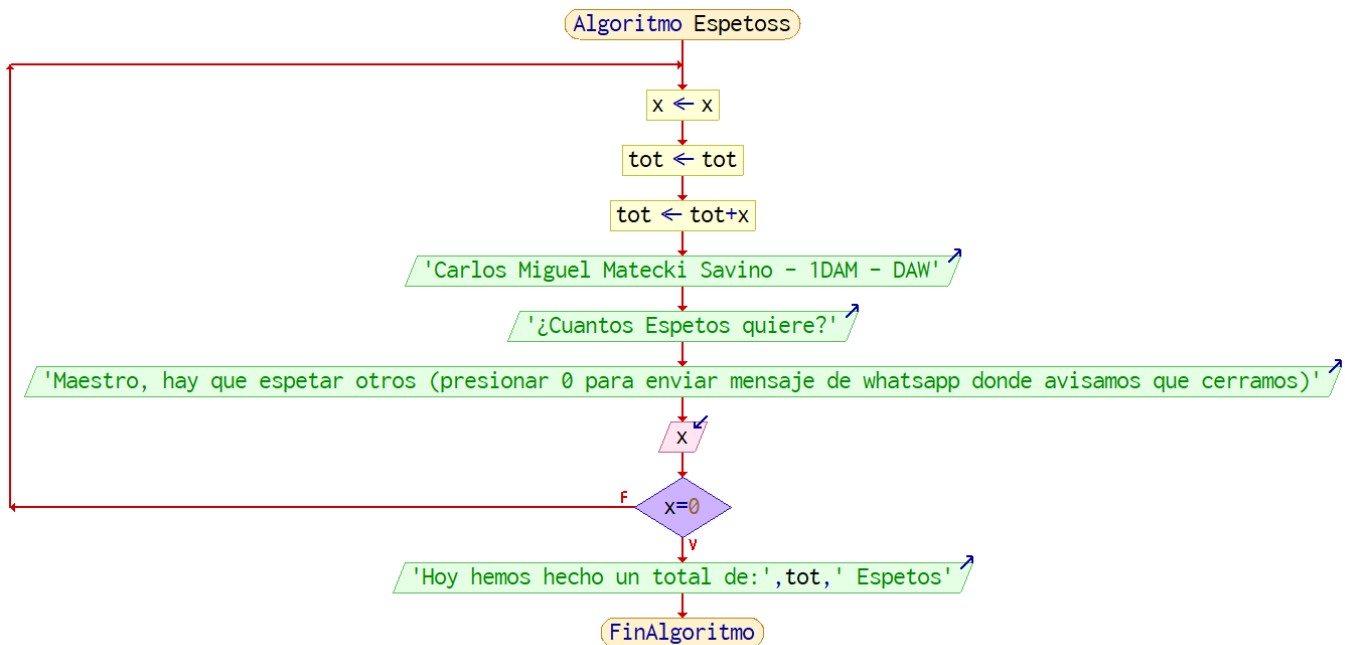 Algoritmo Espetoss
x ← x
tot ← tot
tot ← tot+x
'Carlos Miguel Matecki Savino - 1DAM - DAW'
'¿Cuantos Espetos quiere?'
'Maestro, hay que espetar otros (presionar 0 para enviar mensaje de whatsapp donde avisamos que cerramos)'
x
F
x=0
V
'Hoy hemos hecho un total de:',tot,' Espetos'
FinAlgoritmo